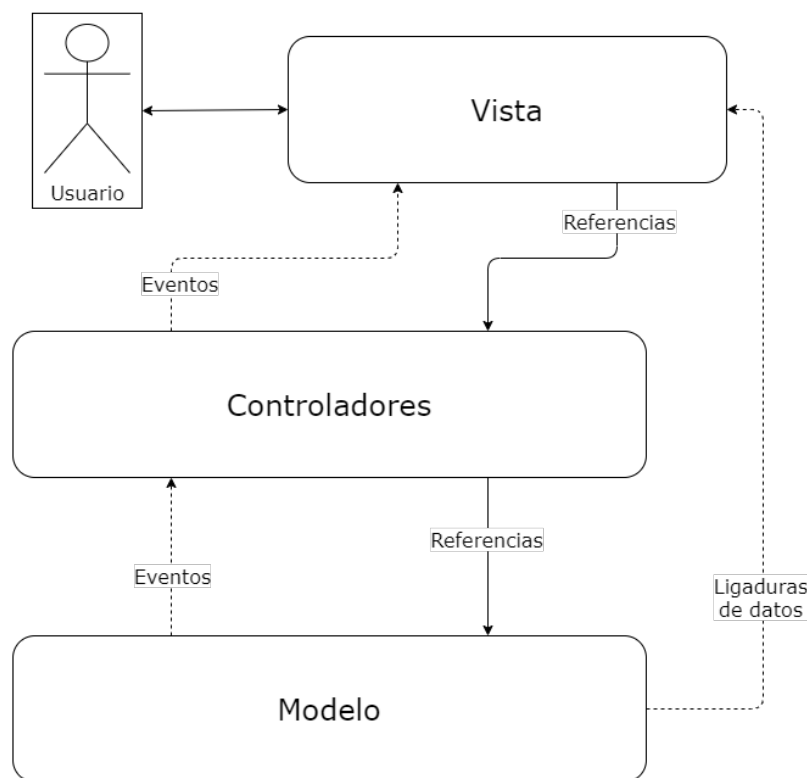 Vista
Usuario
Referencias
Eventos
Controladores
Referencias
Eventos
Ligaduras
de datos
Modelo